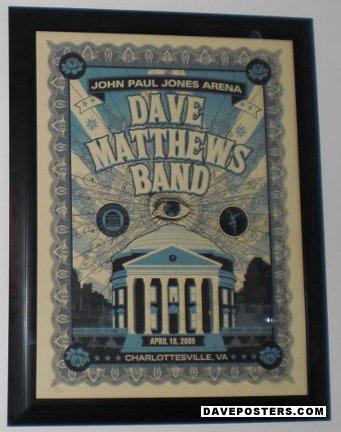 JOHN PAUL JONES ARENA
DAVE
MATTHEWS
BAND
APRIL 18, 2009
CHARLOTTESVILLE, VA
DAVEPOSTERS.COM